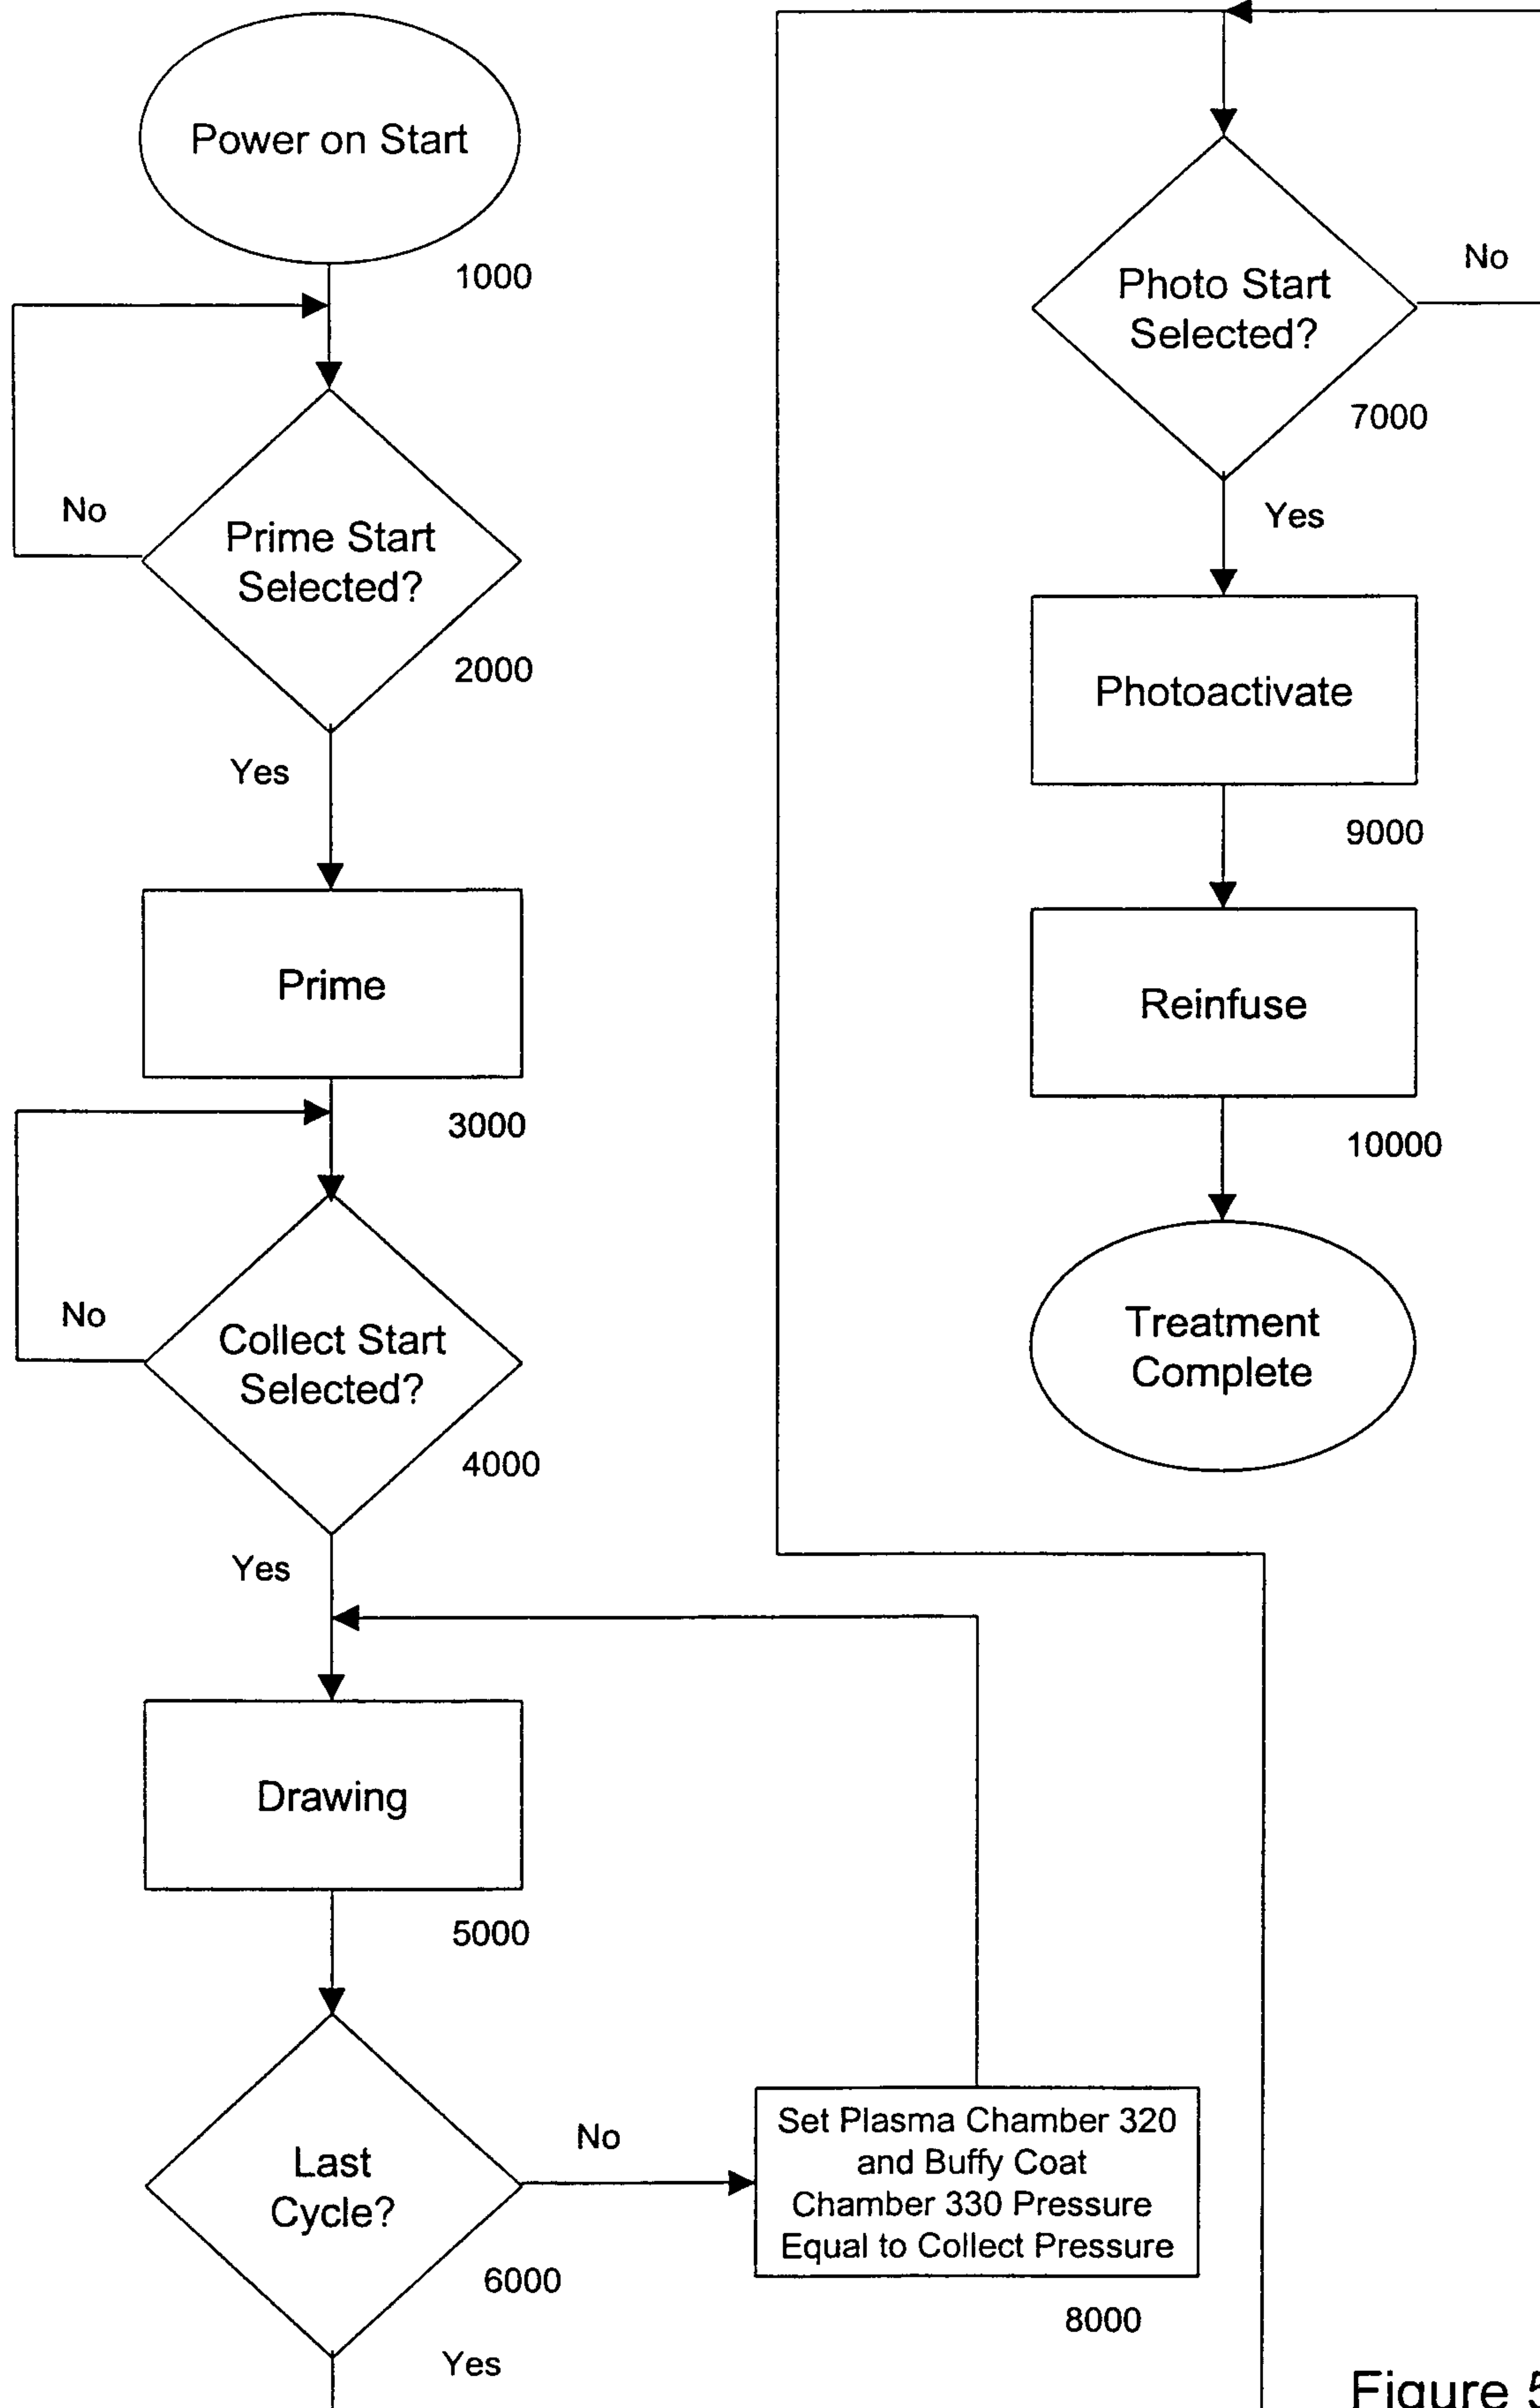 Power on Start
1000
No
Prime Start
Selected?
2000
Yes
Prime
3000
No
Collect Start
Selected?
4000
Yes
Drawing
5000
Last
Cycle?
6000
No
Yes
Set Plasma Chamber 320
and Buffy Coat
Chamber 330 Pressure
Equal to Collect Pressure
8000
Photo Start
Selected?
No
7000
Yes
Photoactivate
9000
Reinfuse
10000
Treatment
Complete
Figure 5